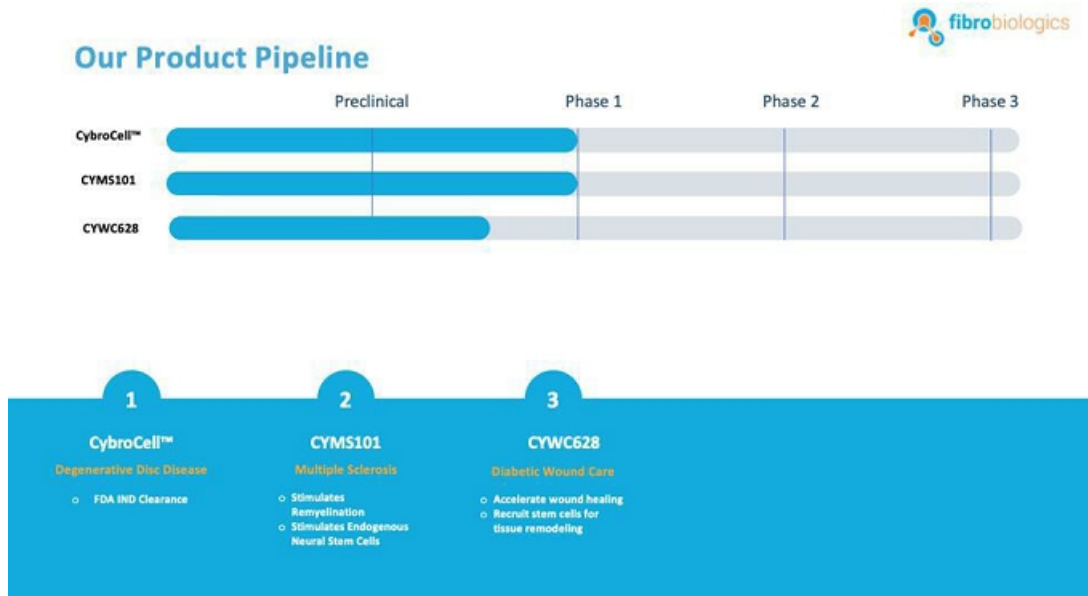 fibrobiologics
Our Product Pipeline
Preclinical Phase 1 Phase 2 Phase 3
CybroCell™
CYMS101
CYWC628
1
CybroCell™
Degenerative Disc Disease
○ FDA IND Clearance
2
CYMS101
Multiple Sclerosis
○ Stimulates
Remyelination
○ Stimulates Endogenous
Neural Stem Cells
3
CYWC628
Diabetic Wound Care
○ Accelerate wound healing
○ Recruit stem cells for
tissue remodeling